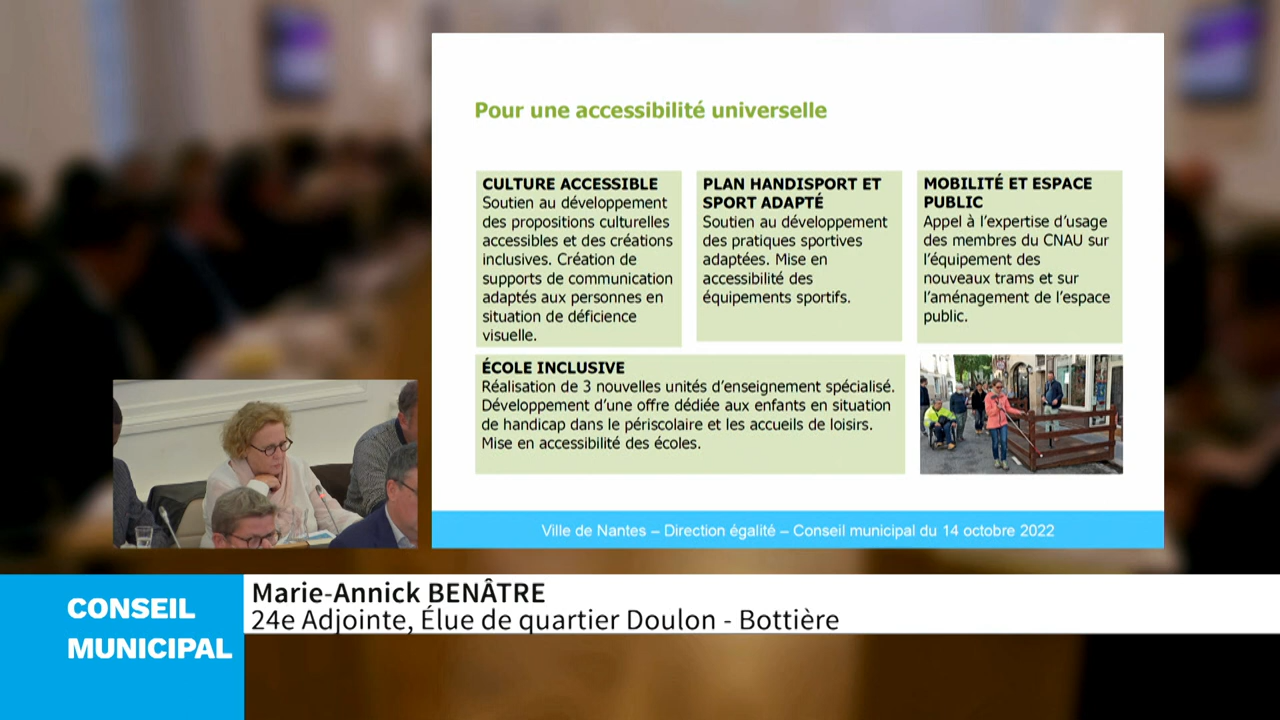 Pour une accessibilité universelle
CULTURE ACCESSIBLE
Soutien au développement
des propositions culturelles
accessibles et des créations
inclusives. Création de
supports de communication
adaptés aux personnes en
situation de déficience
visuelle.
PLAN HANDISPORT ET
SPORT ADAPTÉ
Soutien au développement
des pratiques sportives
adaptées. Mise en
accessibilité des
équipements sportifs.
MOBILITÉ ET ESPACE
PUBLIC
Appel à l’expertise d’usage
des membres du CNAU sur
l’équipement des
nouveaux trams et sur
l’aménagement de l’espace
public.
ÉCOLE INCLUSIVE
Réalisation de 3 nouvelles unités d’enseignement spécialisé.
Développement d’une offre dédiée aux enfants en situation
de handicap dans le périscolaire et les accueils de loisirs.
Mise en accessibilité des écoles.
Ville de Nantes – Direction égalité – Conseil municipal du 14 octobre 2022
CONSEIL
MUNICIPAL
Marie-Annick BENÂTRE
24e Adjointe, Élue de quartier Doulon - Bottière